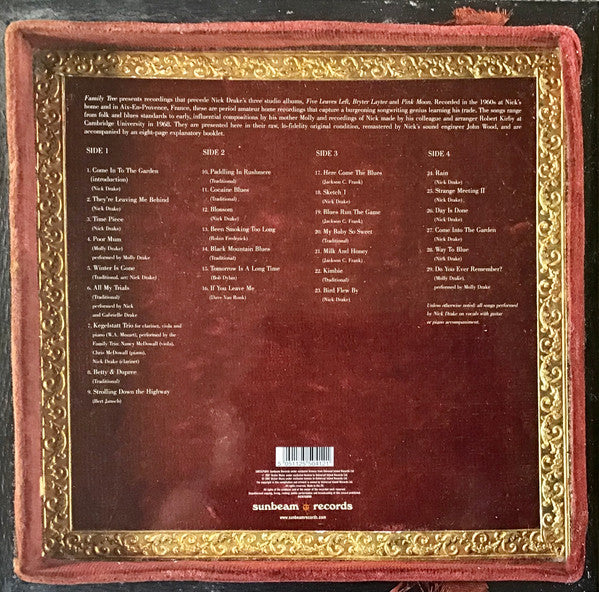 Family Tree presents recordings that precede Nick Drake's three studio albums, Five Leaves Left, Bryter Layter and Pink Moon. Recorded in the 1960s at Nick's
home and in Aix-En-Provence, France, these are period amateur home recordings that capture a burgeoning songwriting genius learning his trade. The songs range
from folk and blues standards to early, influential compositions by his mother Molly and recordings of Nick made by his colleague and arranger Robert Kirby at
Cambridge University in 1968. They are presented here in their raw, lo-fidelity original condition, remastered by Nick's sound engineer John Wood, and are
accompanied by an eight-page explanatory booklet.
SIDE 1
1. Come In To The Garden
(introduction)
(Nick Drake)
2. They're Leaving Me Behind
(Nick Drake)
3. Time Piece
(Nick Drake)
4. Poor Mum
(Molly Drake)
performed by Molly Drake
5. Winter Is Gone
(Traditional, arr: Nick Drake)
6. All My Trials
(Traditional)
performed by Nick
and Gabrielle Drake
7. Kegelstatt Trio for clarinet, viola and
piano (W.A. Mozart), performed by the
Family Trio: Nancy McDowall (viola),
Chris McDowall (piano),
Nick Drake (clarinet)
8. Betty & Dupree
(Traditional)
9. Strolling Down the Highway
(Bert Jansch)
SIDE 2
10. Paddling In Rushmere
(Traditional)
11. Cocaine Blues
(Traditional)
12. Blossom
(Nick Drake)
13. Been Smoking Too Long
(Robin Frederick)
14. Black Mountain Blues
(Traditional)
15. Tomorrow Is A Long Time
(Bob Dylan)
16. If You Leave Me
(Dave Van Ronk)
SIDE 3
17. Here Come The Blues
(Jackson C. Frank)
18. Sketch 1
(Nick Drake)
19. Blues Run The Game
(Jackson C. Frank)
20. My Baby So Sweet
(Traditional)
21. Milk And Honey
(Jackson C. Frank)
22. Kimbie
(Traditional)
23. Bird Flew By
(Nick Drake)
SIDE 4
24. Rain
(Nick Drake)
25. Strange Meeting II
(Nick Drake)
26. Day Is Done
(Nick Drake)
27. Come Into The Garden
(Nick Drake)
28. Way To Blue
(Nick Drake)
29. Do You Ever Remember?
(Molly Drake),
performed by Molly Drake
Unless otherwise noted: all songs performed
by Nick Drake on vocals with guitar
or piano accompaniment.
5 051125 504121
sunbeam records
www.sunbeamrecords.com